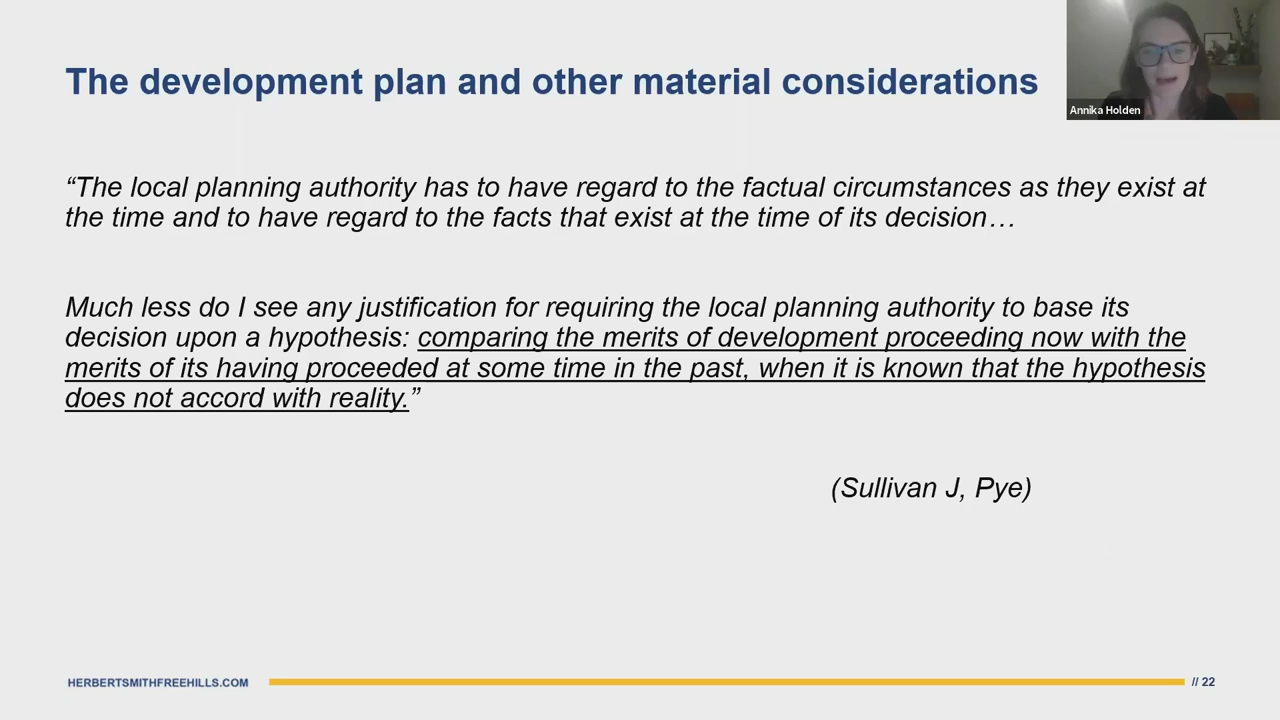 The development plan and other material considerations
Annika Holden
“The local planning authority has to have regard to the factual circumstances as they exist at
the time and to have regard to the facts that exist at the time of its decision…
Much less do I see any justification for requiring the local planning authority to base its
decision upon a hypothesis: comparing the merits of development proceeding now with the
merits of its having proceeded at some time in the past, when it is known that the hypothesis
does not accord with reality.”
(Sullivan J, Pye)
HERBERTSMITHFREEHILLS.COM
// 22